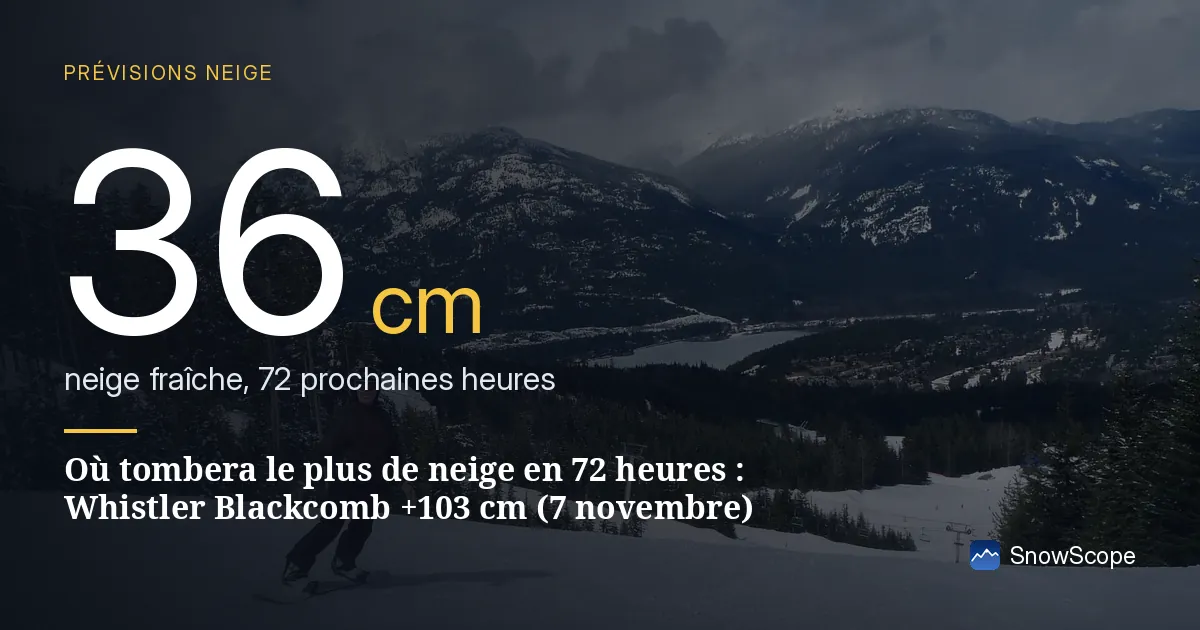 PRÉVISIONS NEIGE
36 cm
neige fraîche, 72 prochaines heures
Où tombera le plus de neige en 72 heures :
Whistler Blackcomb +103 cm (7 novembre)
SnowScope